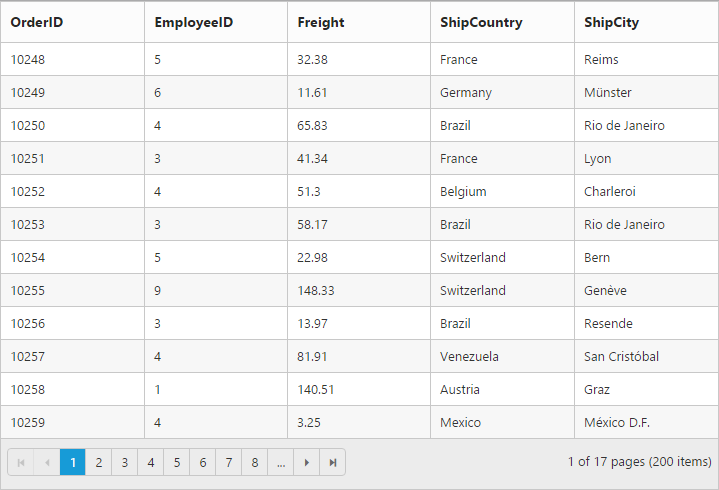 OrderID EmployeeID Freight ShipCountry ShipCity
10248 5 32.38 France Reims
10249 6 11.61 Germany Münster
10250 4 65.83 Brazil Rio de Janeiro
10251 3 41.34 France Lyon
10252 4 51.3 Belgium Charleroi
10253 3 58.17 Brazil Rio de Janeiro
10254 5 22.98 Switzerland Bern
10255 9 148.33 Switzerland Genève
10256 3 13.97 Brazil Resende
10257 4 81.91 Venezuela San Cristóbal
10258 1 140.51 Austria Graz
10259 4 3.25 Mexico México D.F.
1 2 3 4 5 6 7 8 ... 1 of 17 pages (200 items)